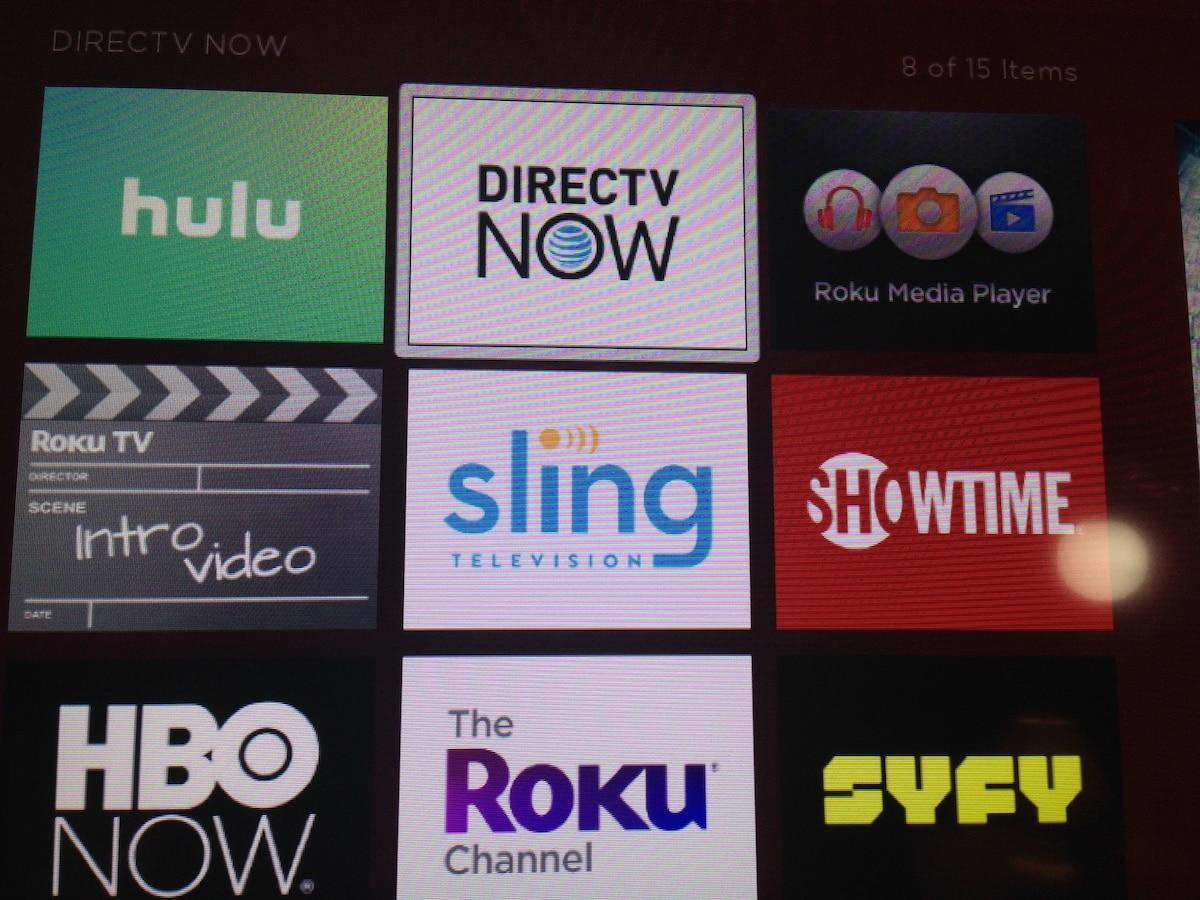 DIRECTV NOW
8 of 15 Items
hulu
DIRECTV
NOW
Roku Media Player
ROKU TV
DIRECTOR
SCENE
Intro
video
DATE
sling
TELEVISION
SHOWTIME
HBO
NOW®
The
ROKU
Channel
SYFY